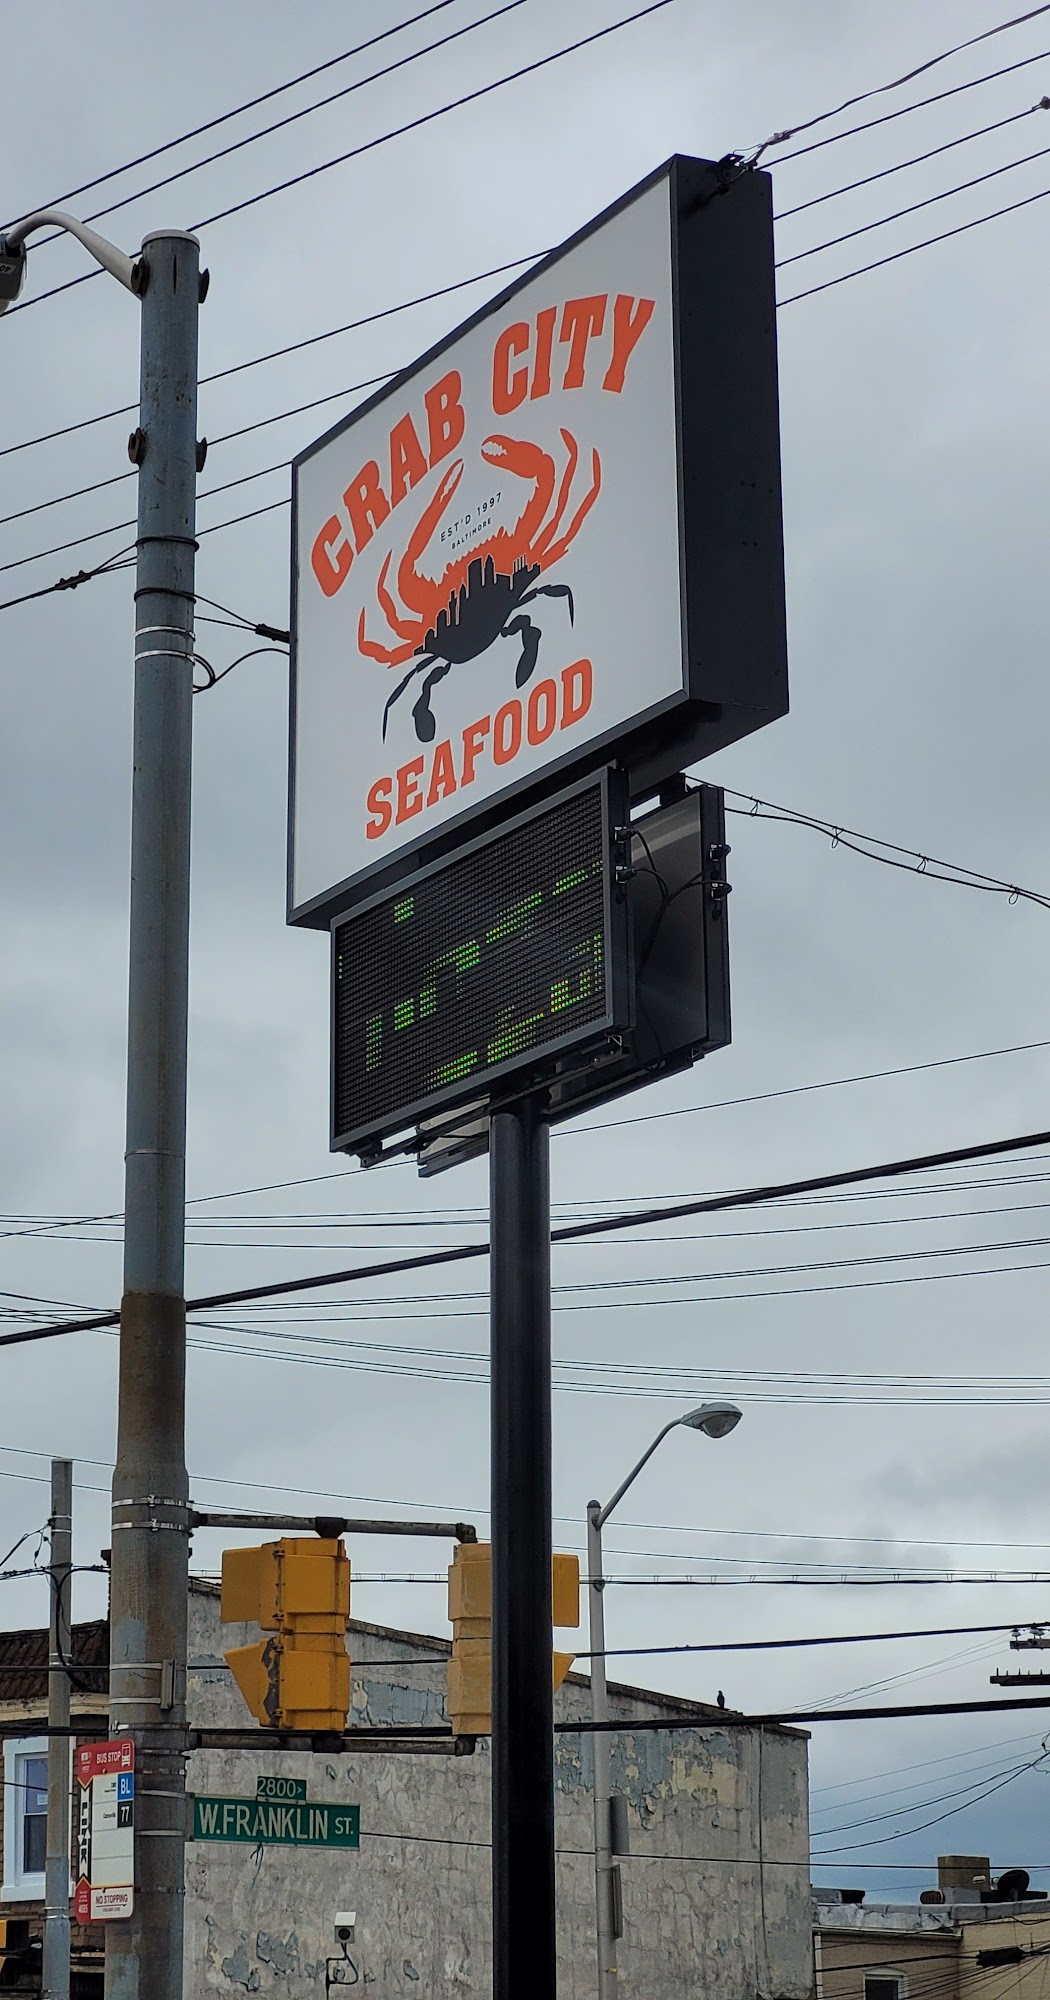 CRAB CITY
EST'D 1997
BALTIMORE
SEAFOOD
BUS STOP
BL
77
NO STOPPING
2800
W. FRANKLIN ST.